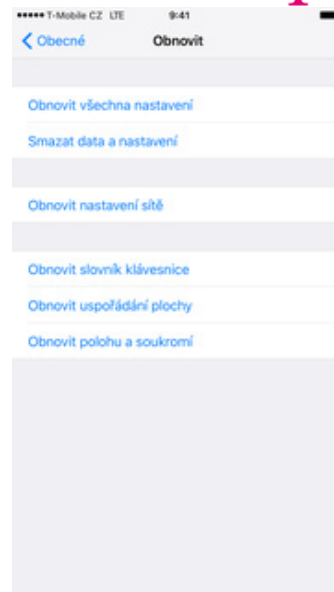 T-Mobile CZ LTE 9:41
Obecné Obnovit
Obnovit všechna nastavení
Smazat data a nastavení
Obnovit nastavení sítě
Obnovit slovník klávesnice
Obnovit uspořádání plochy
Obnovit polohu a soukromí